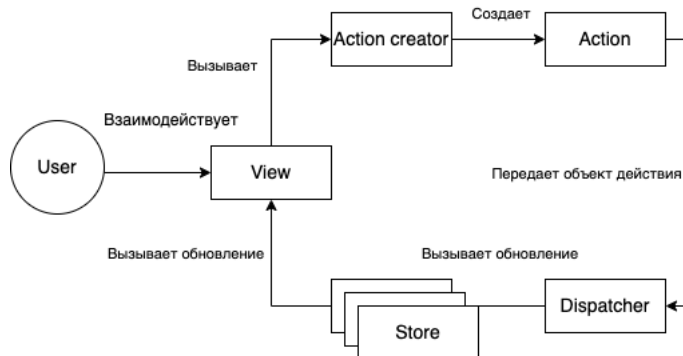 Создает
Action creator
Action
Вызывает
Взаимодействует
User
View
Передает объект действия
Вызывает обновление
Вызывает обновление
Dispatcher
Store